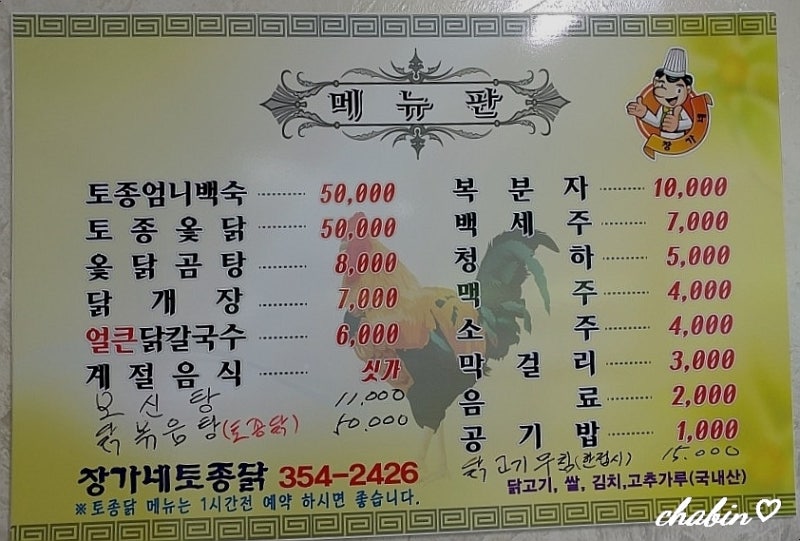 메뉴판
장가네
토종엄나백숙 50,000
토종옻닭 50,000
옻닭곰탕 8,000
닭개장 7,000
얼큰닭칼국수 6,000
계절음식 싯가
보신탕 11,000
닭볶음탕(토종닭) 50,000
복분자 10,000
백세주 7,000
청하 5,000
맥주 4,000
소주 4,000
막걸리 3,000
음료 2,000
공기밥 1,000
닭고기무침(한접시) 15,000
장가네토종닭 354-2426
※토종닭 메뉴는 1시간전 예약 하시면 좋습니다.
닭고기, 쌀, 김치,고추가루(국내산)
chabin♡